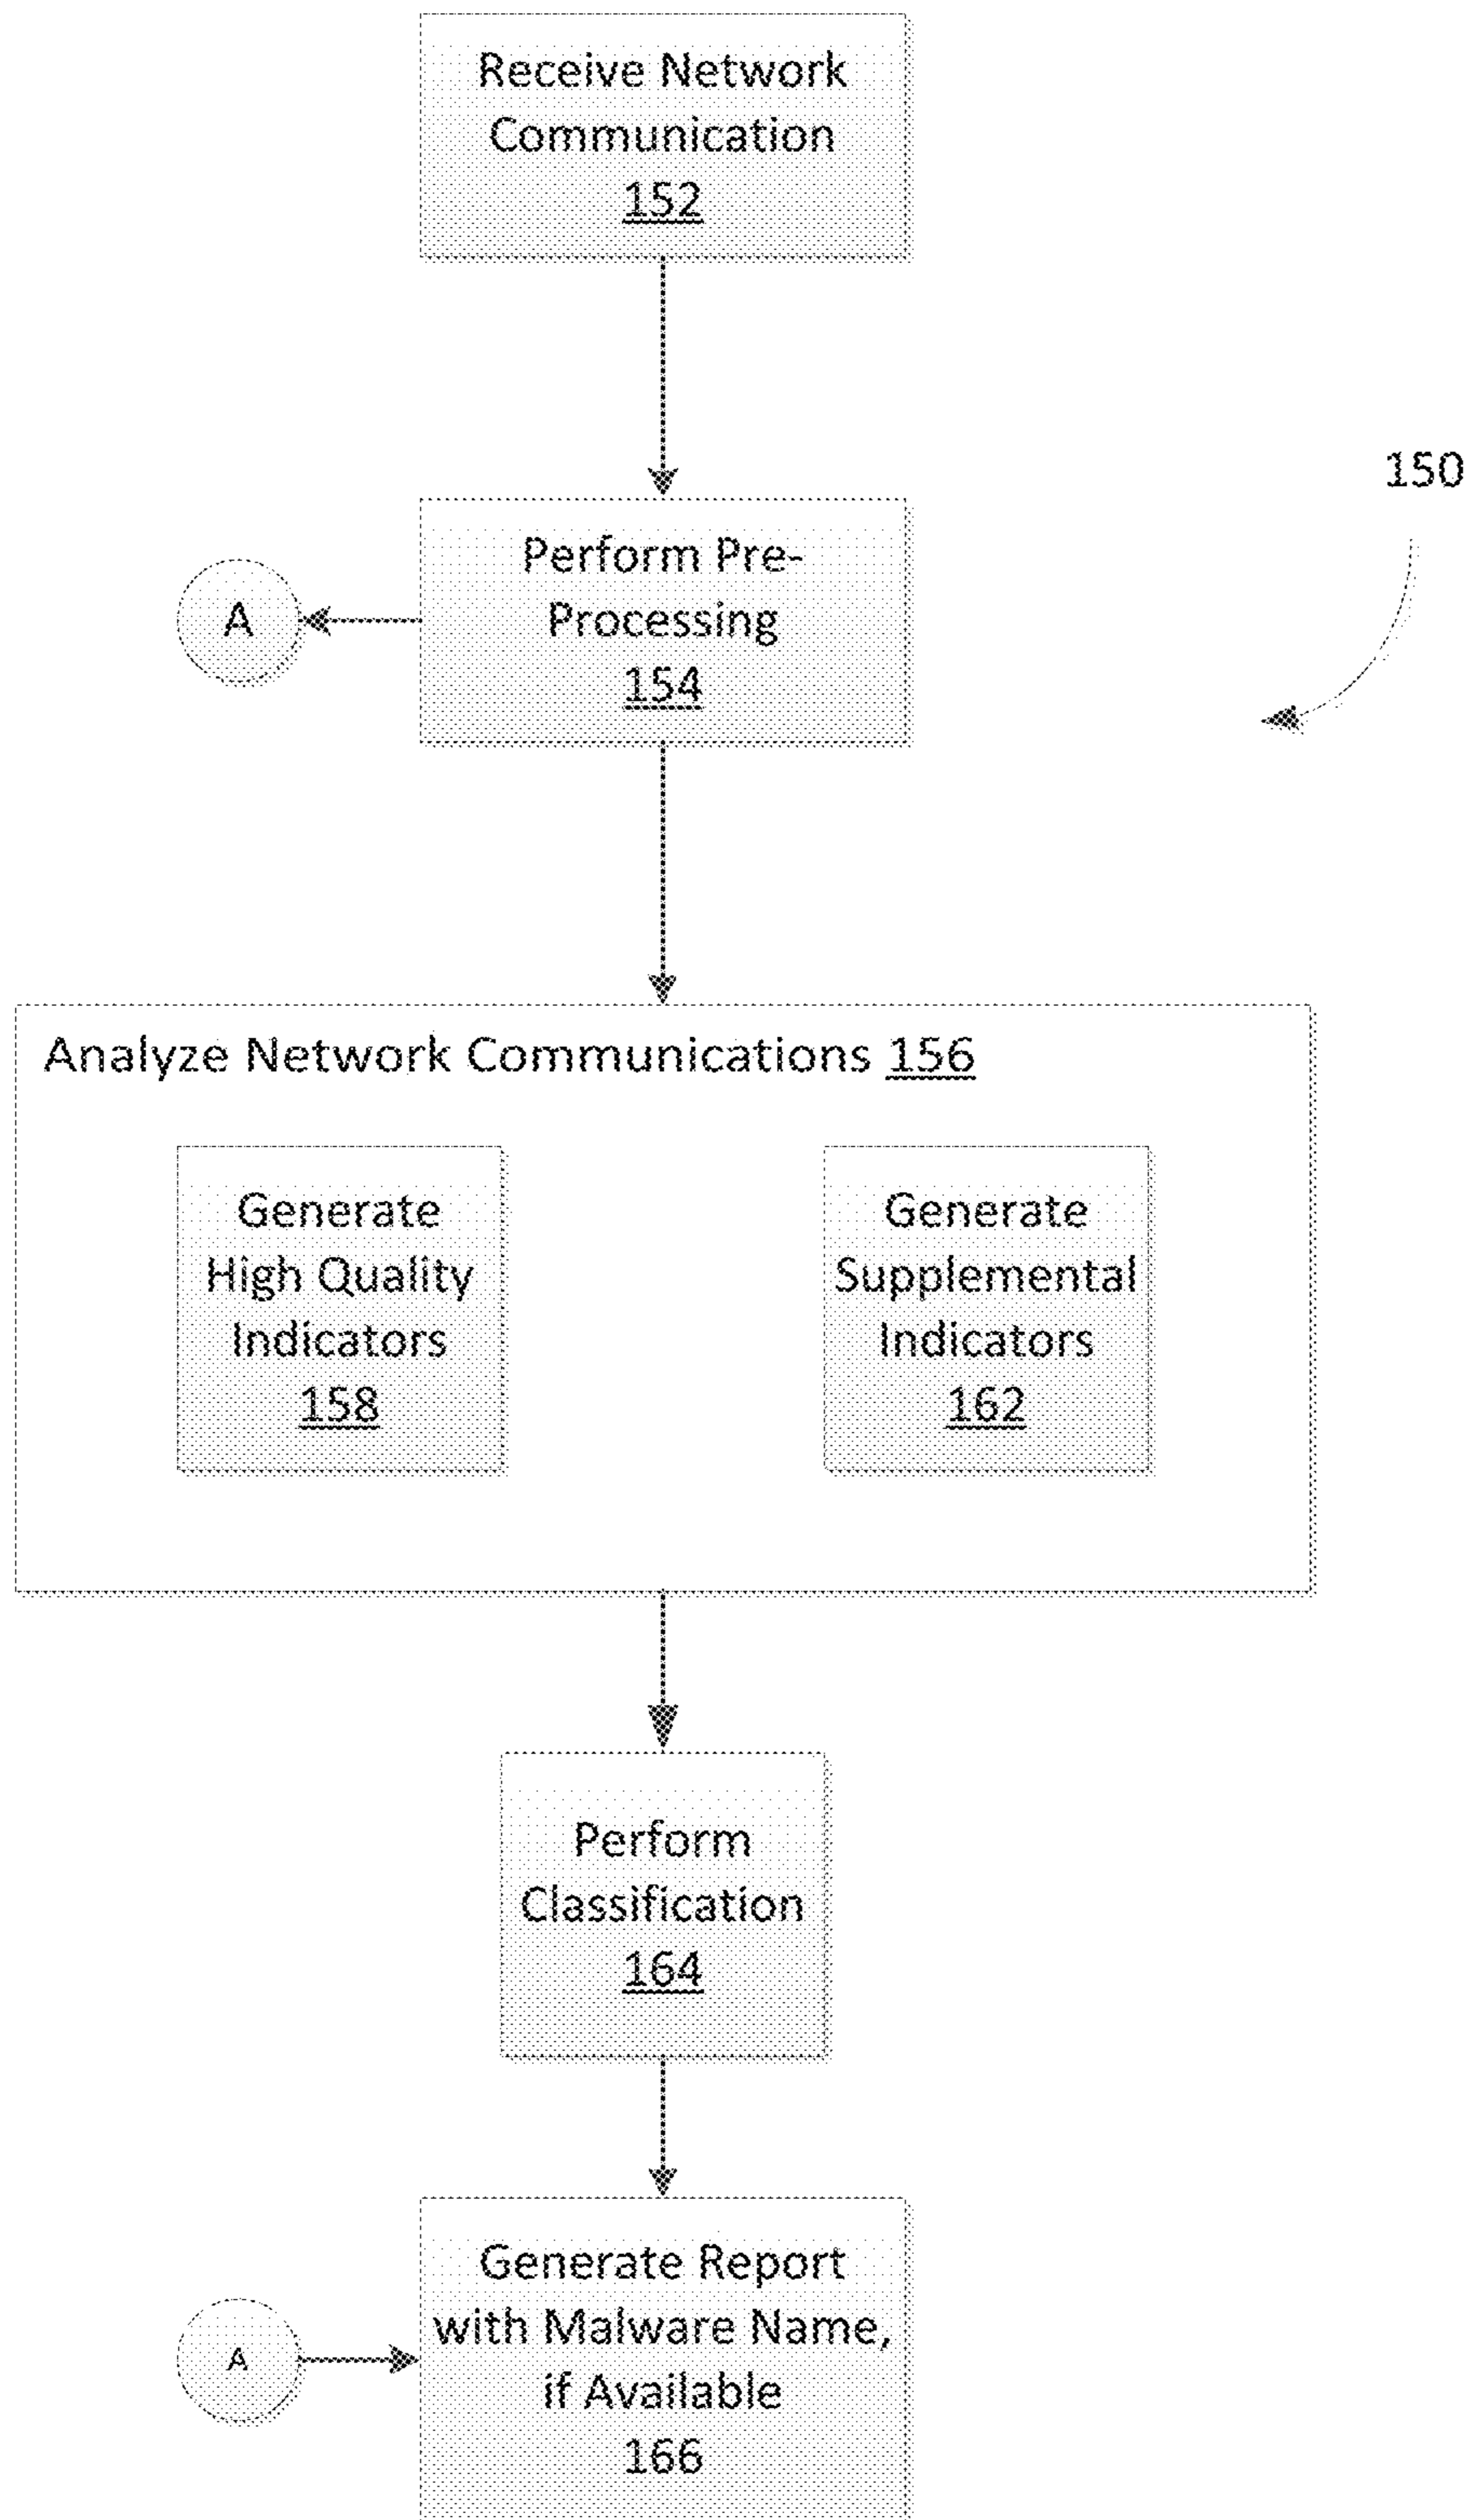 Receive Network
Communication
152
150
Perform Pre-
Processing
154
A
Analyze Network Communications 156
Generate
High Quality
Indicators
158
Generate
Supplemental
Indicators
162
Perform
Classification
164
Generate Report
with Malware Name,
if Available
166
A